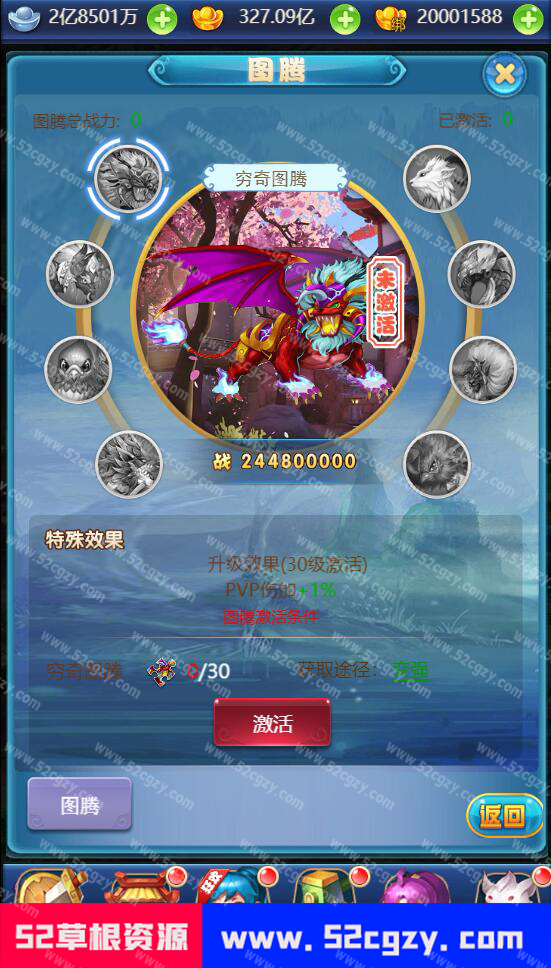 2亿8501万 327.09亿 绑 20001588
图腾
图腾总战力: 0 已激活: 0
穷奇图腾
未激活
战 244800000
特殊效果
升级效果(30级激活)
PVP伤加+1%
图腾激活条件
穷奇图腾 0/30 获取途径: 变强
激活
图腾 返回
狂欢
52草根资源 www.52cgzy.com